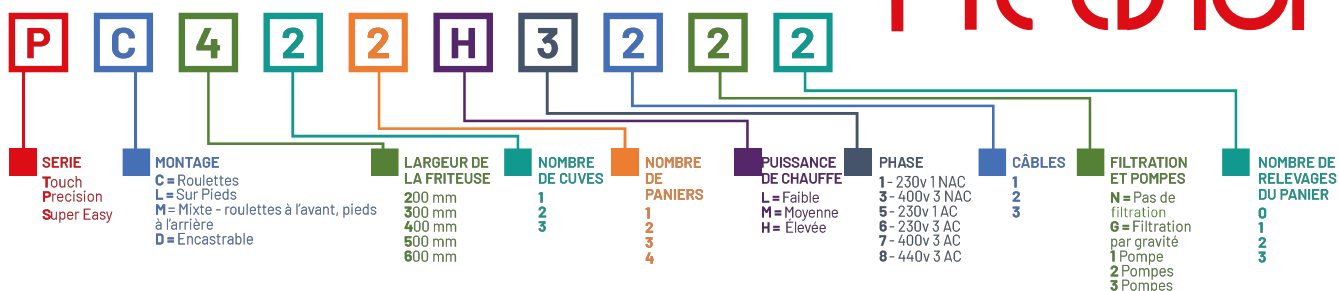 P C 4 2 2 H 3 2 2 2
SERIE
Touch
Precision
Super Easy
MONTAGE
C = Roulettes
L = Sur Pieds
M = Mixte - roulettes à l'avant, pieds
à l'arrière
D = Encastrable
LARGEUR DE
LA FRITEUSE
200 mm
300 mm
400 mm
500 mm
600 mm
NOMBRE
DE CUVES
1
2
3
NOMBRE
DE
PANIERS
1
2
3
4
PUISSANCE
DE CHAUFFE
L = Faible
M = Moyenne
H = Élevée
PHASE
1 - 230v 1 NAC
3 - 400v 3 NAC
5 - 230v 1 AC
6 - 230v 3 AC
7 - 400v 3 AC
8 - 440v 3 AC
CÂBLES
1
2
3
FILTRATION
ET POMPES
N = Pas de
filtration
G = Filtration
par gravité
1 Pompe
2 Pompes
3 Pompes
NOMBRE DE
RELEVAGES
DU PANIER
0
1
2
3